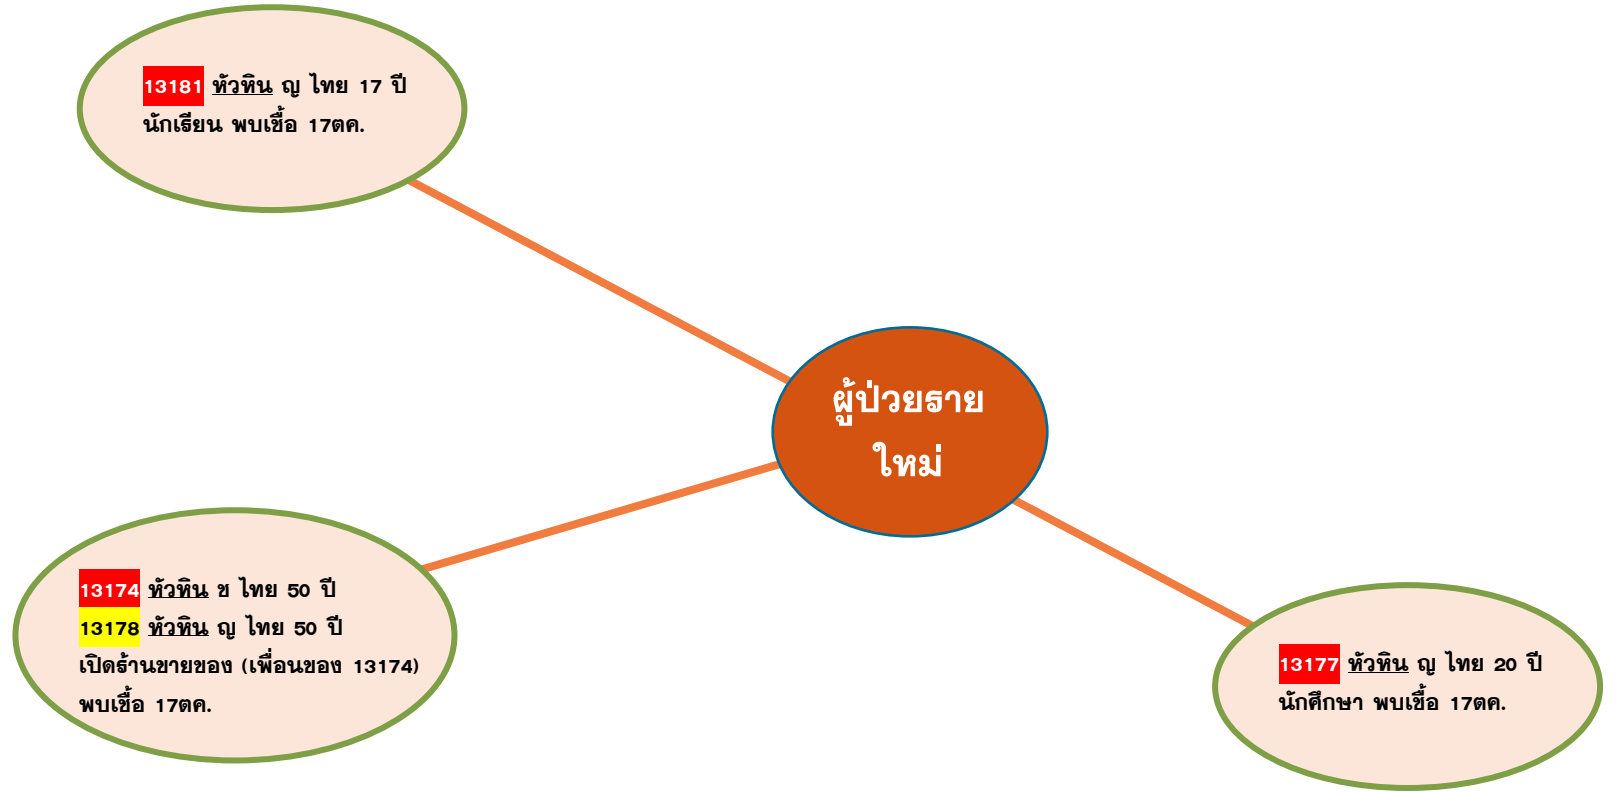 13181 หัวหิน ญ ไทย 17 ปี
นักเรียน พบเชื้อ 17ตค.
ผู้ป่วยราย
ใหม่
13174 หัวหิน ช ไทย 50 ปี
13178 หัวหิน ญ ไทย 50 ปี
เปิดร้านขายของ (เพื่อนของ 13174)
พบเชื้อ 17ตค.
13177 หัวหิน ญ ไทย 20 ปี
นักศึกษา พบเชื้อ 17ตค.